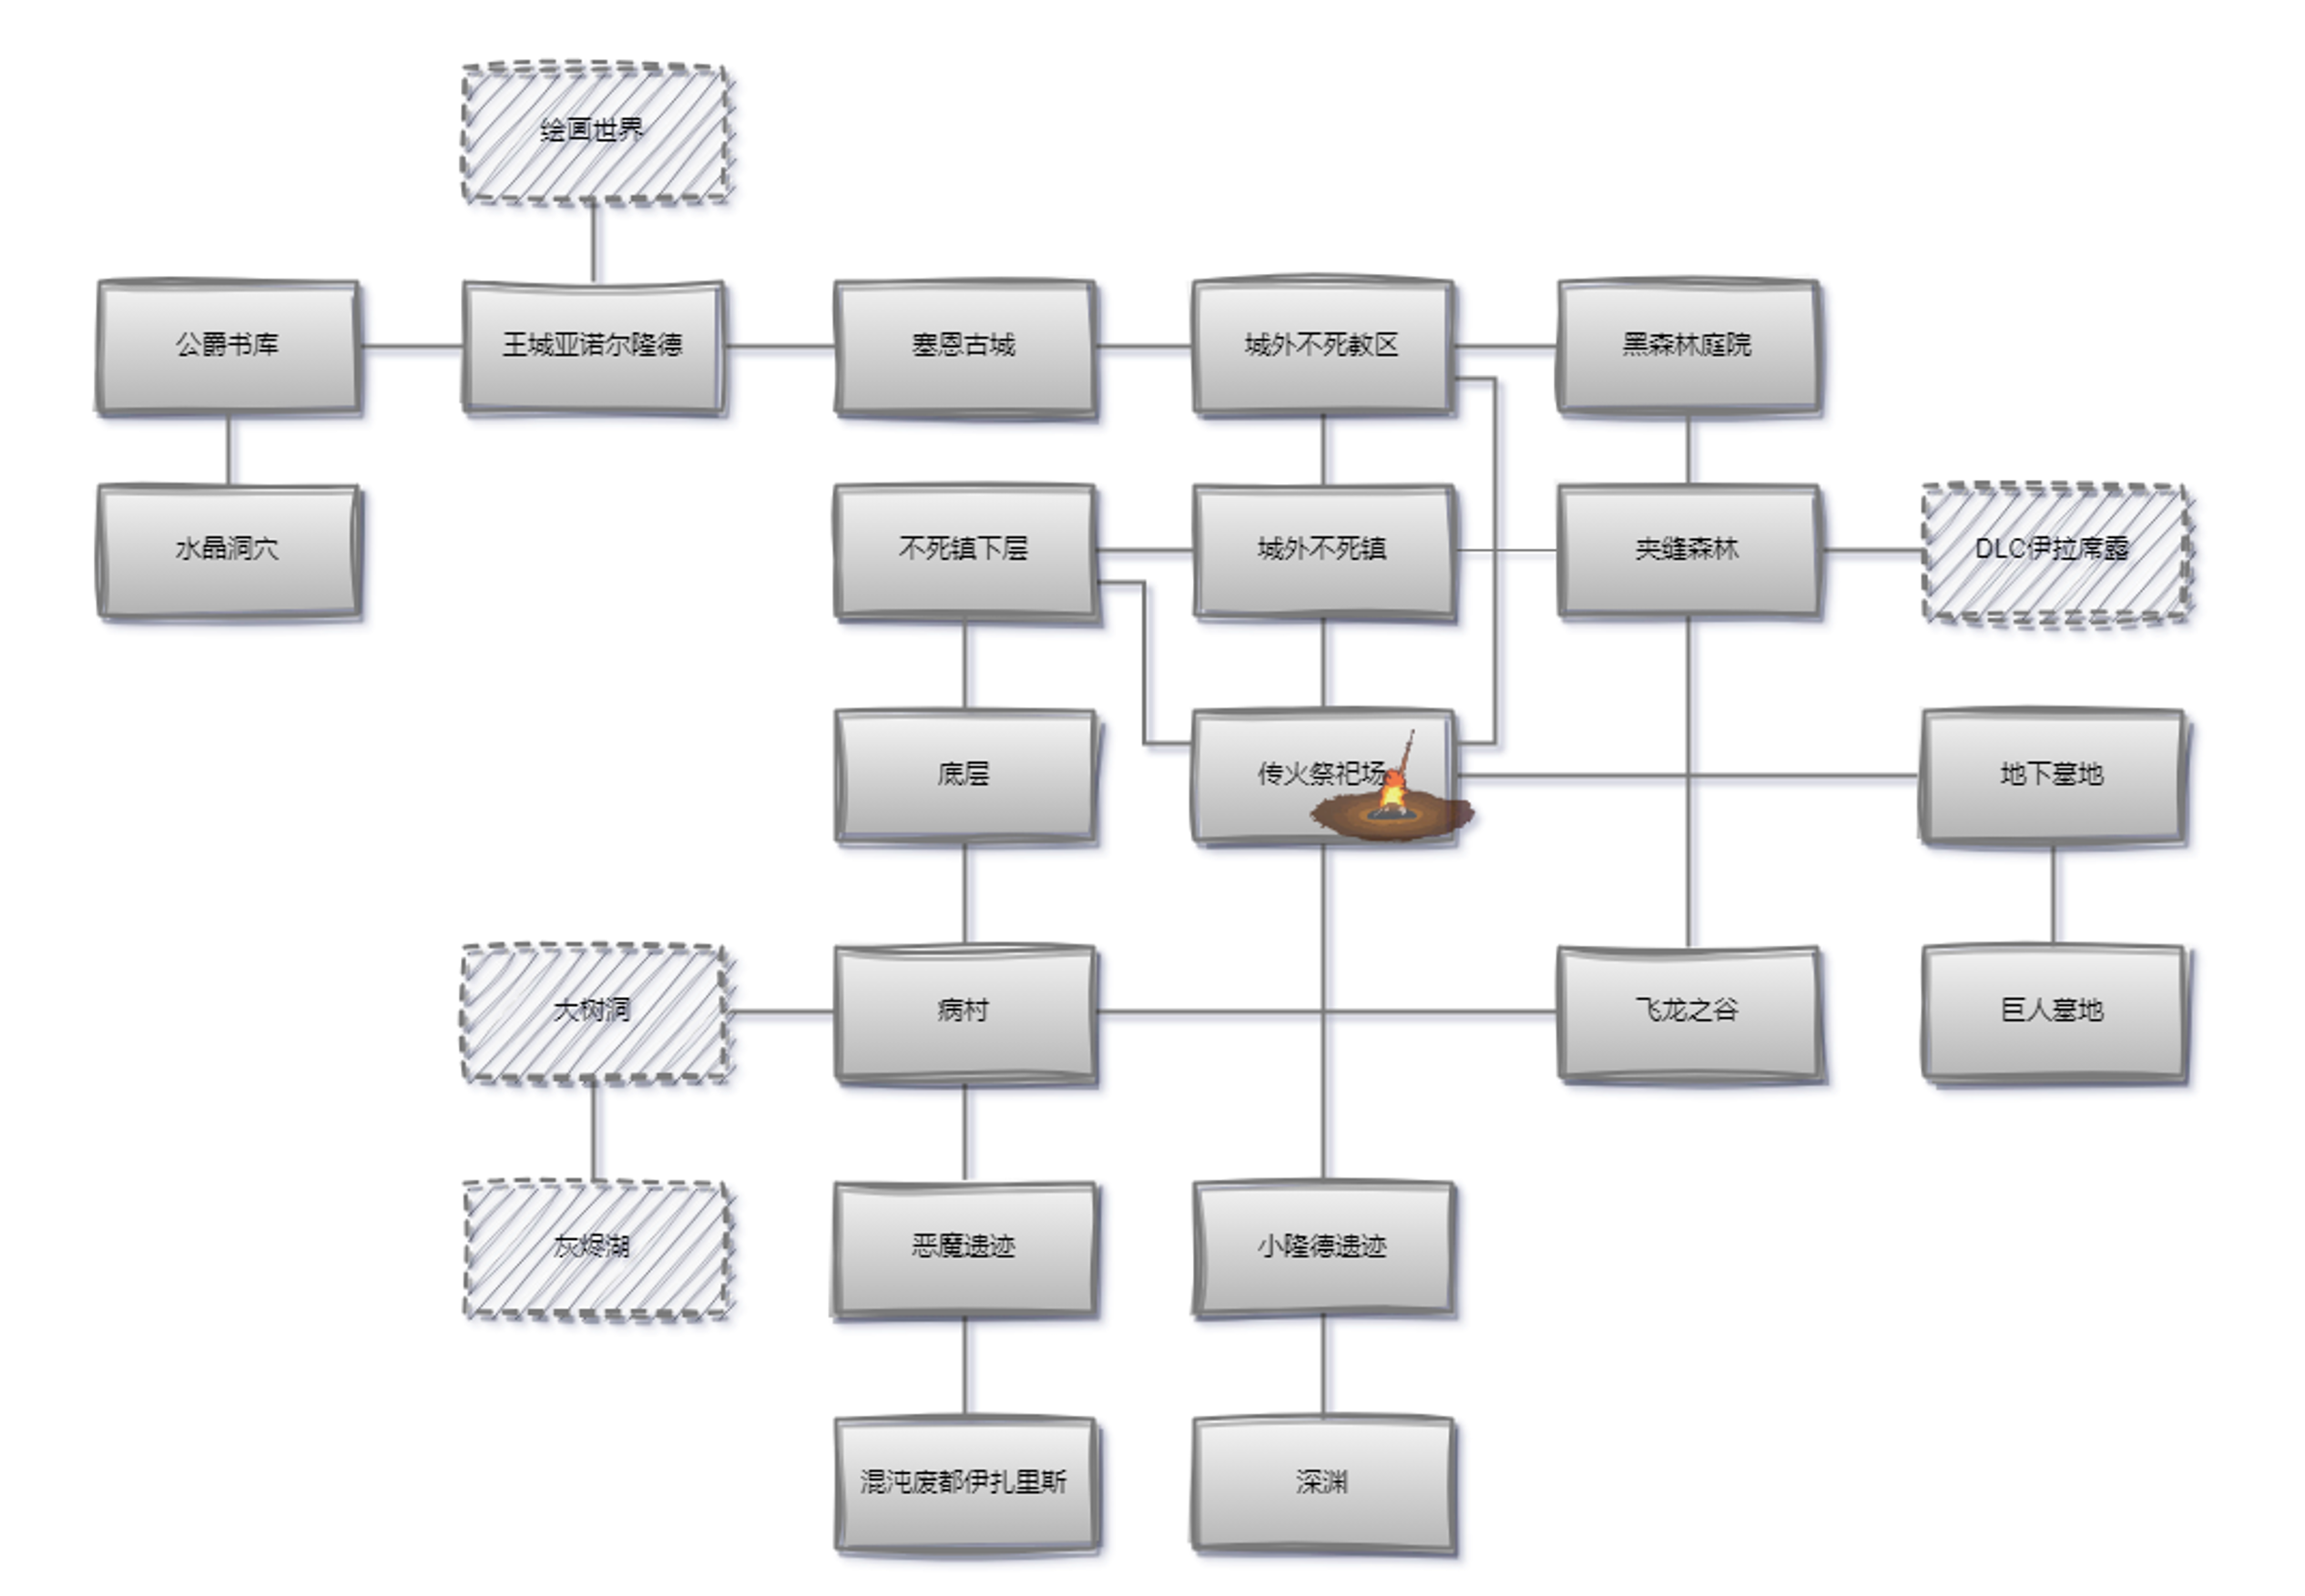 绘画世界
公爵书库
王城亚诺尔隆德
塞恩古城
城外不死教区
黑森林庭院
水晶洞穴
不死镇下层
城外不死镇
夹缝森林
DLC伊拉席露
底层
传火祭祀场
地下墓地
大树洞
病村
飞龙之谷
巨人墓地
灰烬湖
恶魔遗迹
小隆德遗迹
混沌废都伊扎里斯
深渊